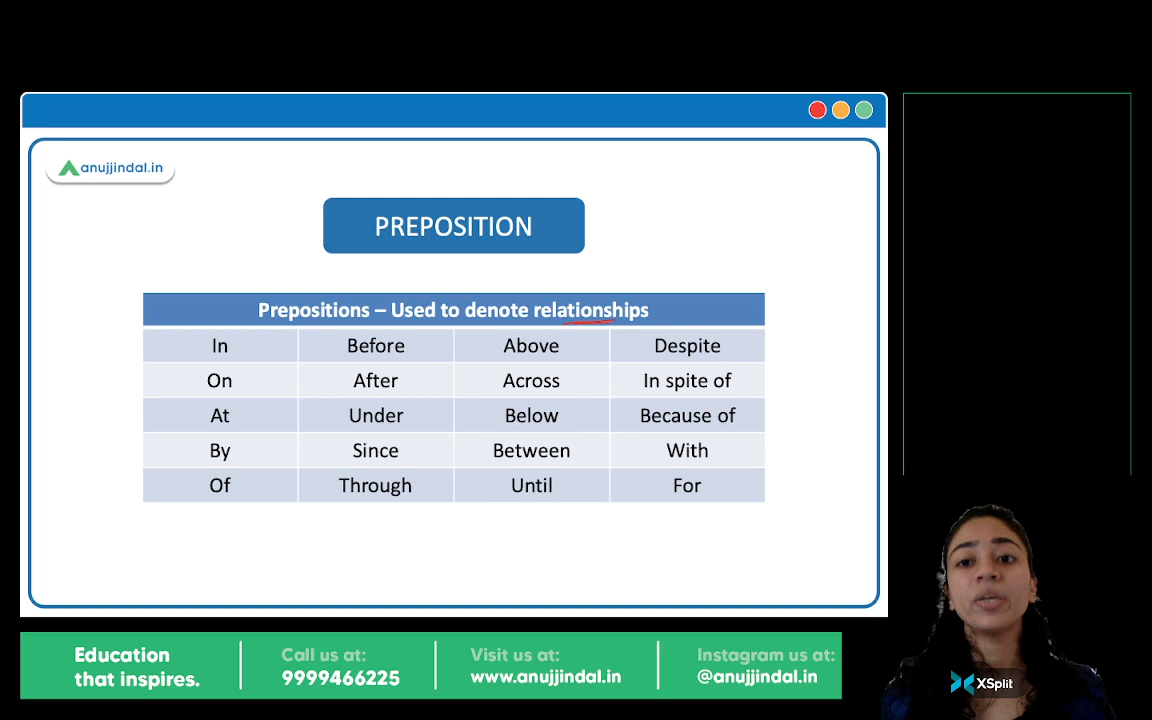 anujjindal.in
PREPOSITION
Prepositions – Used to denote relationships
In Before Above Despite
On After Across In spite of
At Under Below Because of
By Since Between With
Of Through Until For
Education that inspires.
Call us at: 9999466225
Visit us at: www.anujjindal.in
Instagram us at: @anujjindal.in
XSplit